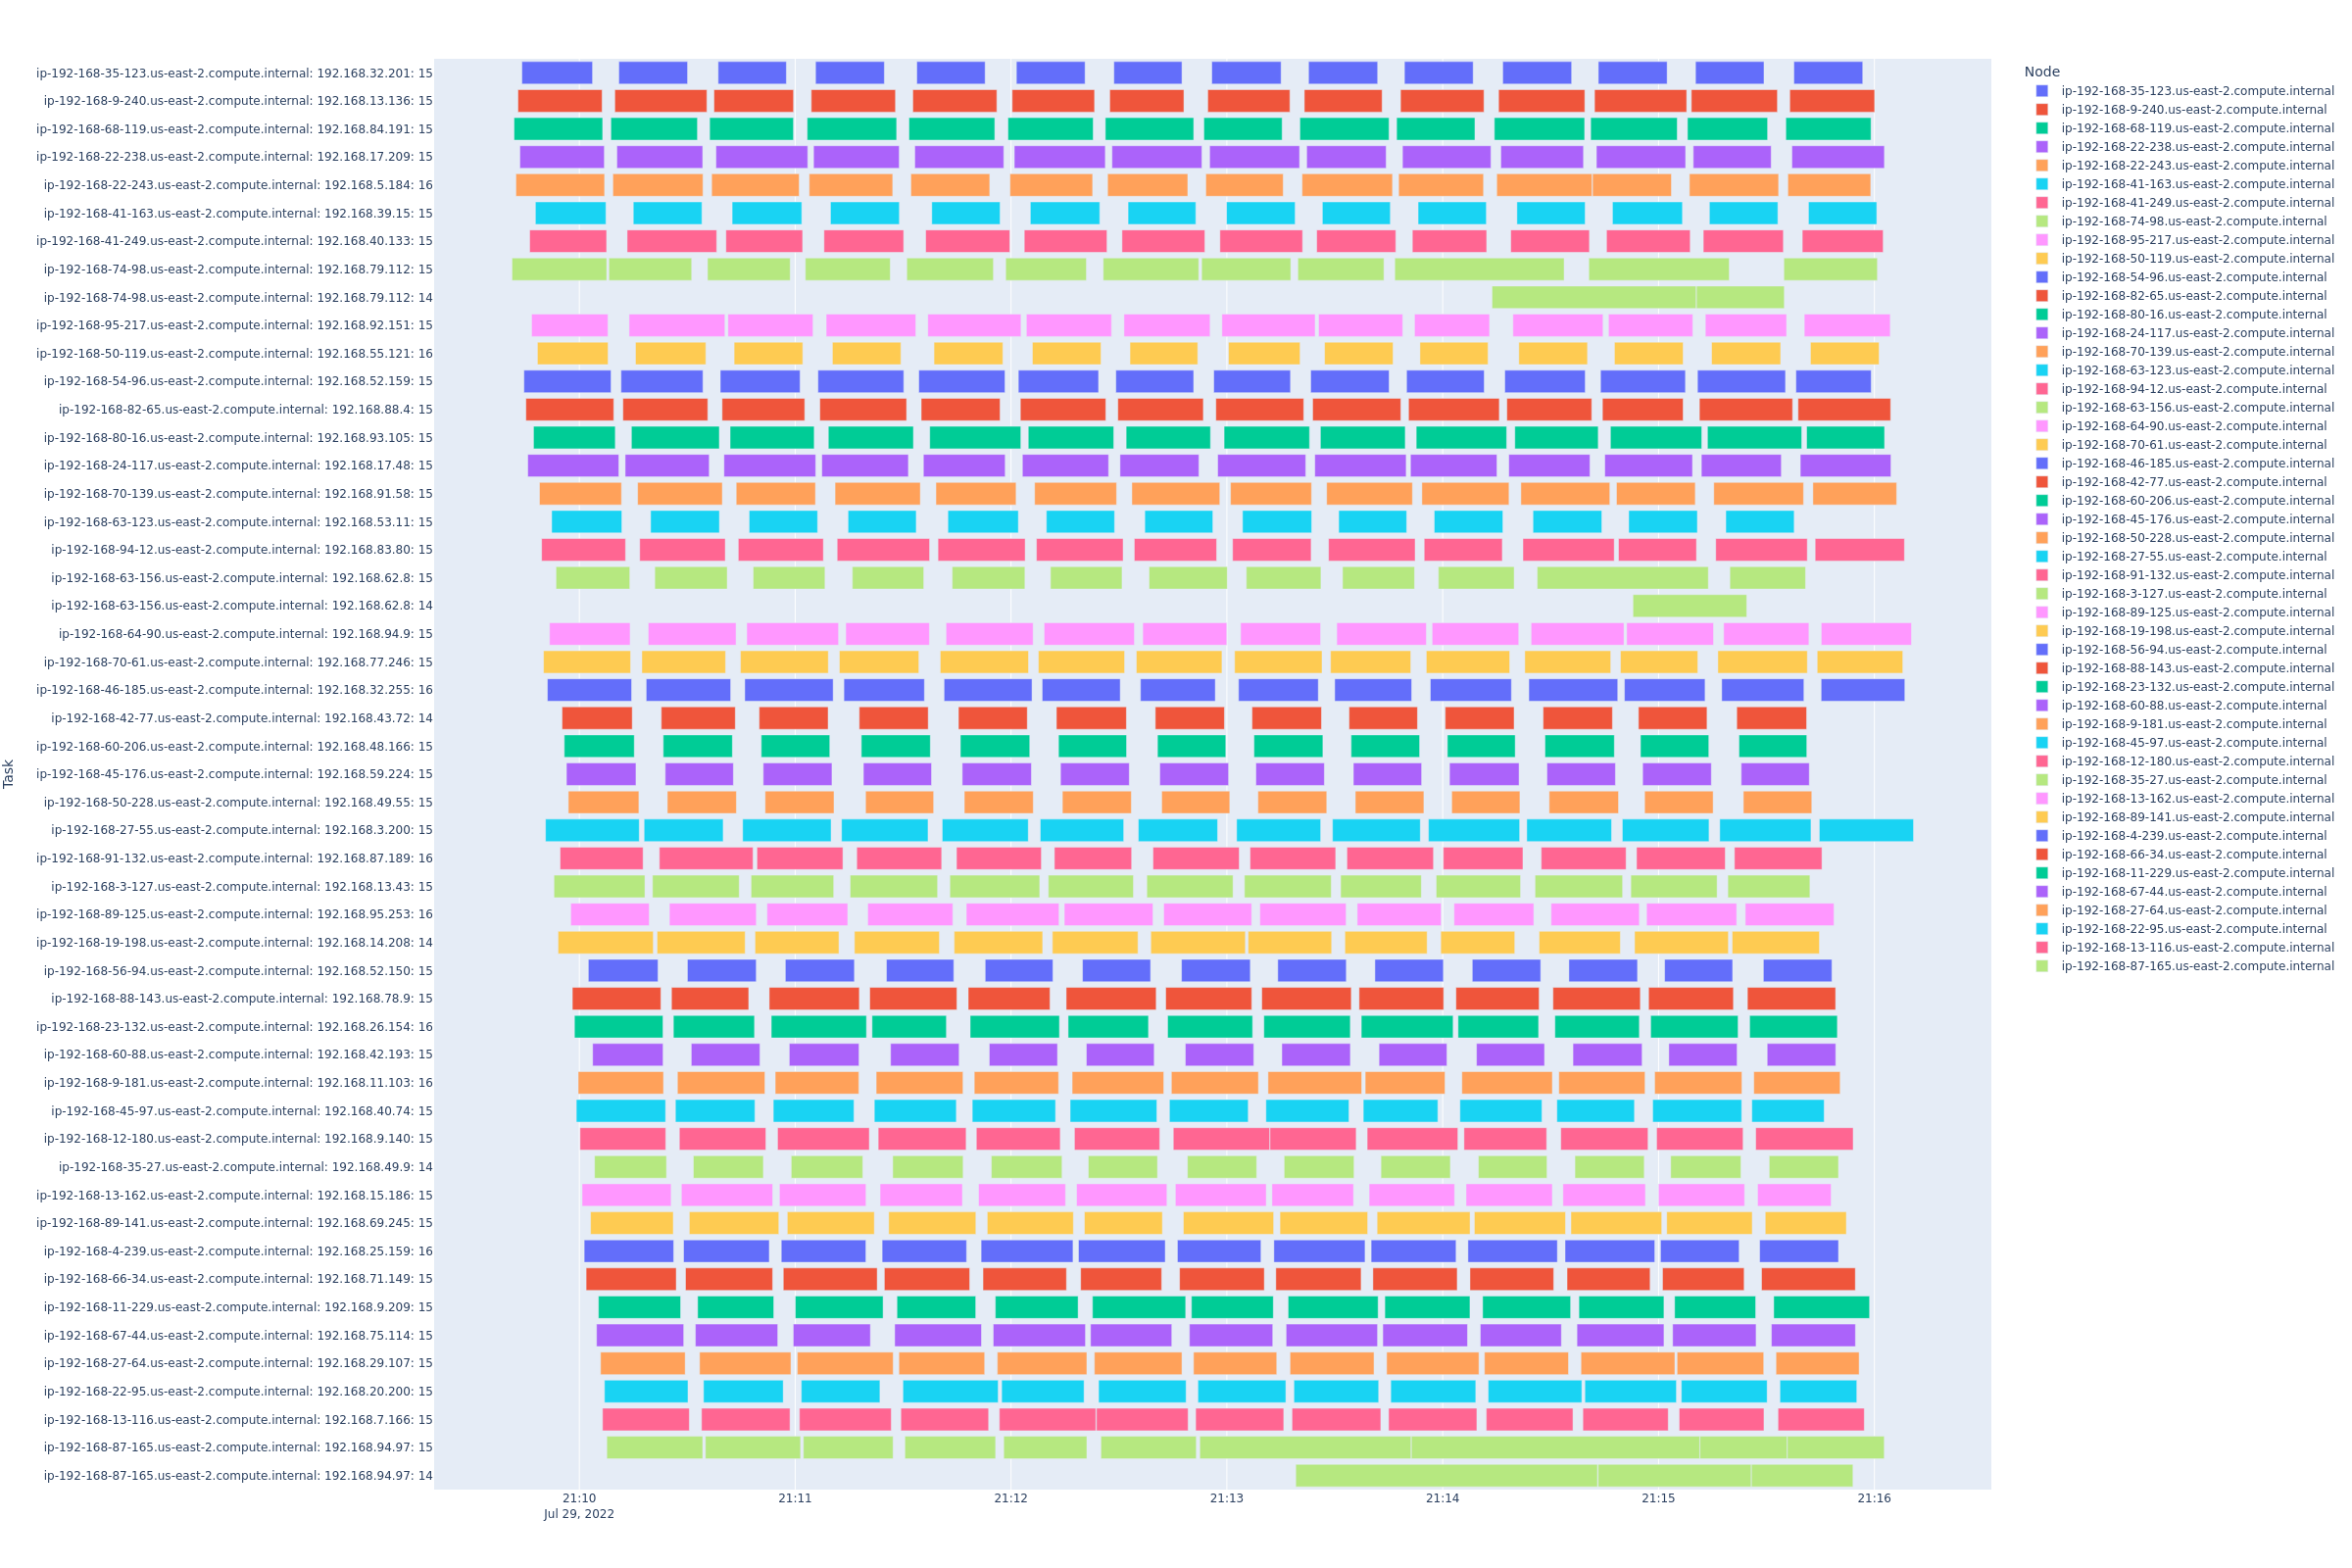 ip-192-168-35-123.us-east-2.compute.internal: 192.168.32.201: 15
ip-192-168-9-240.us-east-2.compute.internal: 192.168.13.136: 15
ip-192-168-68-119.us-east-2.compute.internal: 192.168.84.191: 15
ip-192-168-22-238.us-east-2.compute.internal: 192.168.17.209: 15
ip-192-168-22-243.us-east-2.compute.internal: 192.168.5.184: 16
ip-192-168-41-163.us-east-2.compute.internal: 192.168.39.15: 15
ip-192-168-41-249.us-east-2.compute.internal: 192.168.40.133: 15
ip-192-168-74-98.us-east-2.compute.internal: 192.168.79.112: 15
ip-192-168-74-98.us-east-2.compute.internal: 192.168.79.112: 14
ip-192-168-95-217.us-east-2.compute.internal: 192.168.92.151: 15
ip-192-168-50-119.us-east-2.compute.internal: 192.168.55.121: 16
ip-192-168-54-96.us-east-2.compute.internal: 192.168.52.159: 15
ip-192-168-82-65.us-east-2.compute.internal: 192.168.88.4: 15
ip-192-168-80-16.us-east-2.compute.internal: 192.168.93.105: 15
ip-192-168-24-117.us-east-2.compute.internal: 192.168.17.48: 15
ip-192-168-70-139.us-east-2.compute.internal: 192.168.91.58: 15
ip-192-168-63-123.us-east-2.compute.internal: 192.168.53.11: 15
ip-192-168-94-12.us-east-2.compute.internal: 192.168.83.80: 15
ip-192-168-63-156.us-east-2.compute.internal: 192.168.62.8: 15
ip-192-168-63-156.us-east-2.compute.internal: 192.168.62.8: 14
ip-192-168-64-90.us-east-2.compute.internal: 192.168.94.9: 15
ip-192-168-70-61.us-east-2.compute.internal: 192.168.77.246: 15
ip-192-168-46-185.us-east-2.compute.internal: 192.168.32.255: 16
ip-192-168-42-77.us-east-2.compute.internal: 192.168.43.72: 14
ip-192-168-60-206.us-east-2.compute.internal: 192.168.48.166: 15
ip-192-168-45-176.us-east-2.compute.internal: 192.168.59.224: 15
ip-192-168-50-228.us-east-2.compute.internal: 192.168.49.55: 15
ip-192-168-27-55.us-east-2.compute.internal: 192.168.3.200: 15
ip-192-168-91-132.us-east-2.compute.internal: 192.168.87.189: 16
ip-192-168-3-127.us-east-2.compute.internal: 192.168.13.43: 15
ip-192-168-89-125.us-east-2.compute.internal: 192.168.95.253: 16
ip-192-168-19-198.us-east-2.compute.internal: 192.168.14.208: 14
ip-192-168-56-94.us-east-2.compute.internal: 192.168.52.150: 15
ip-192-168-88-143.us-east-2.compute.internal: 192.168.78.9: 15
ip-192-168-23-132.us-east-2.compute.internal: 192.168.26.154: 16
ip-192-168-60-88.us-east-2.compute.internal: 192.168.42.193: 15
ip-192-168-9-181.us-east-2.compute.internal: 192.168.11.103: 16
ip-192-168-45-97.us-east-2.compute.internal: 192.168.40.74: 15
ip-192-168-12-180.us-east-2.compute.internal: 192.168.9.140: 15
ip-192-168-35-27.us-east-2.compute.internal: 192.168.49.9: 14
ip-192-168-13-162.us-east-2.compute.internal: 192.168.15.186: 15
ip-192-168-89-141.us-east-2.compute.internal: 192.168.69.245: 15
ip-192-168-4-239.us-east-2.compute.internal: 192.168.25.159: 16
ip-192-168-66-34.us-east-2.compute.internal: 192.168.71.149: 15
ip-192-168-11-229.us-east-2.compute.internal: 192.168.9.209: 15
ip-192-168-67-44.us-east-2.compute.internal: 192.168.75.114: 15
ip-192-168-27-64.us-east-2.compute.internal: 192.168.29.107: 15
ip-192-168-22-95.us-east-2.compute.internal: 192.168.20.200: 15
ip-192-168-13-116.us-east-2.compute.internal: 192.168.7.166: 15
ip-192-168-87-165.us-east-2.compute.internal: 192.168.94.97: 15
ip-192-168-87-165.us-east-2.compute.internal: 192.168.94.97: 14
Task
21:10
Jul 29, 2022
21:11
21:12
21:13
21:14
21:15
21:16
Node
ip-192-168-35-123.us-east-2.compute.internal
ip-192-168-9-240.us-east-2.compute.internal
ip-192-168-68-119.us-east-2.compute.internal
ip-192-168-22-238.us-east-2.compute.internal
ip-192-168-22-243.us-east-2.compute.internal
ip-192-168-41-163.us-east-2.compute.internal
ip-192-168-41-249.us-east-2.compute.internal
ip-192-168-74-98.us-east-2.compute.internal
ip-192-168-95-217.us-east-2.compute.internal
ip-192-168-50-119.us-east-2.compute.internal
ip-192-168-54-96.us-east-2.compute.internal
ip-192-168-82-65.us-east-2.compute.internal
ip-192-168-80-16.us-east-2.compute.internal
ip-192-168-24-117.us-east-2.compute.internal
ip-192-168-70-139.us-east-2.compute.internal
ip-192-168-63-123.us-east-2.compute.internal
ip-192-168-94-12.us-east-2.compute.internal
ip-192-168-63-156.us-east-2.compute.internal
ip-192-168-64-90.us-east-2.compute.internal
ip-192-168-70-61.us-east-2.compute.internal
ip-192-168-46-185.us-east-2.compute.internal
ip-192-168-42-77.us-east-2.compute.internal
ip-192-168-60-206.us-east-2.compute.internal
ip-192-168-45-176.us-east-2.compute.internal
ip-192-168-50-228.us-east-2.compute.internal
ip-192-168-27-55.us-east-2.compute.internal
ip-192-168-91-132.us-east-2.compute.internal
ip-192-168-3-127.us-east-2.compute.internal
ip-192-168-89-125.us-east-2.compute.internal
ip-192-168-19-198.us-east-2.compute.internal
ip-192-168-56-94.us-east-2.compute.internal
ip-192-168-88-143.us-east-2.compute.internal
ip-192-168-23-132.us-east-2.compute.internal
ip-192-168-60-88.us-east-2.compute.internal
ip-192-168-9-181.us-east-2.compute.internal
ip-192-168-45-97.us-east-2.compute.internal
ip-192-168-12-180.us-east-2.compute.internal
ip-192-168-35-27.us-east-2.compute.internal
ip-192-168-13-162.us-east-2.compute.internal
ip-192-168-89-141.us-east-2.compute.internal
ip-192-168-4-239.us-east-2.compute.internal
ip-192-168-66-34.us-east-2.compute.internal
ip-192-168-11-229.us-east-2.compute.internal
ip-192-168-67-44.us-east-2.compute.internal
ip-192-168-27-64.us-east-2.compute.internal
ip-192-168-22-95.us-east-2.compute.internal
ip-192-168-13-116.us-east-2.compute.internal
ip-192-168-87-165.us-east-2.compute.internal